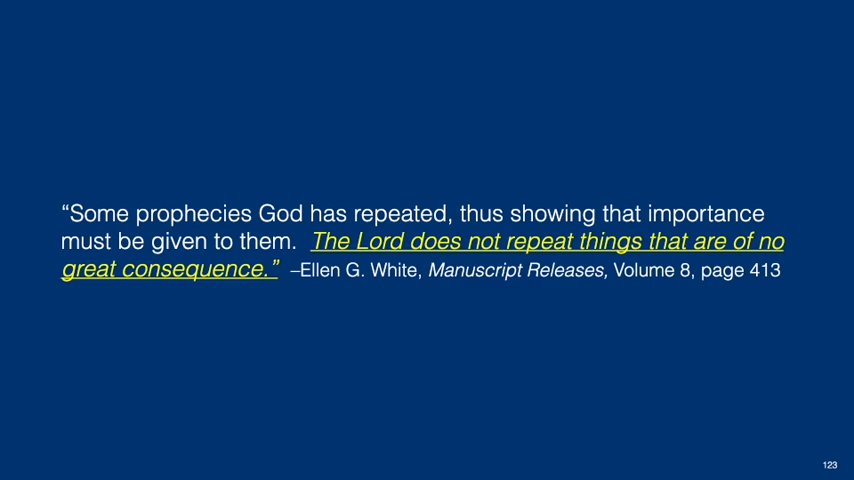 “Some prophecies God has repeated, thus showing that importance
must be given to them.  The Lord does not repeat things that are of no
great consequence.”  –Ellen G. White, Manuscript Releases, Volume 8, page 413
123